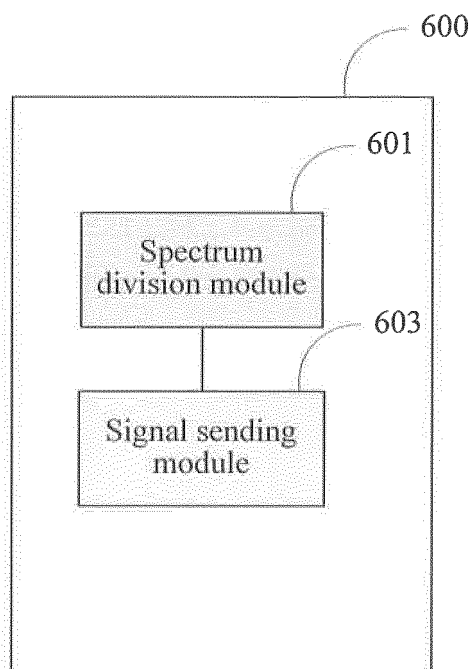 600
601
Spectrum
division module
603
Signal sending
module